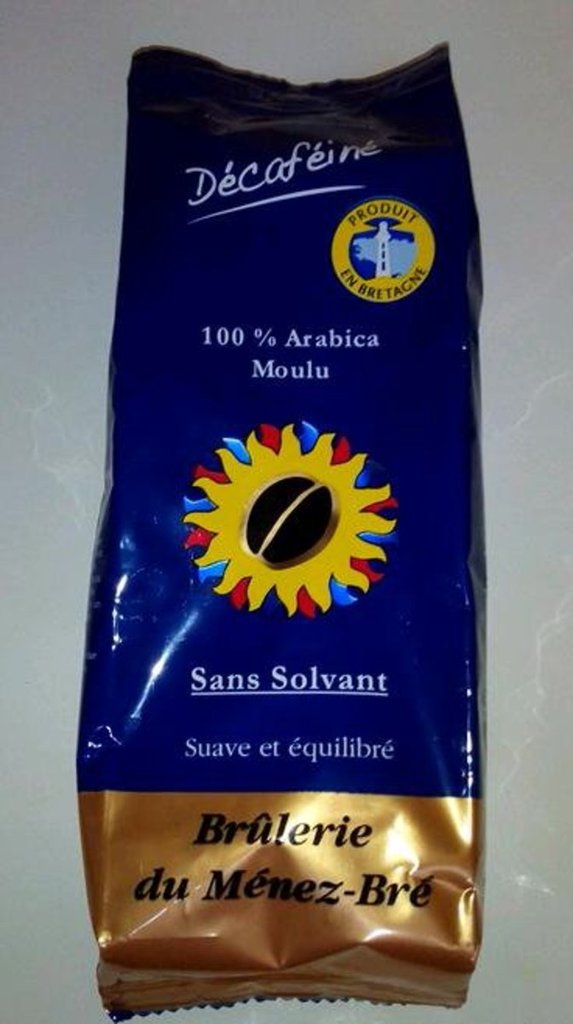 Décaféiné
PRODUIT
EN BRETAGNE
100 % Arabica
Moulu
Sans Solvant
Suave et équilibré
Brûlerie
du Ménez-Bré